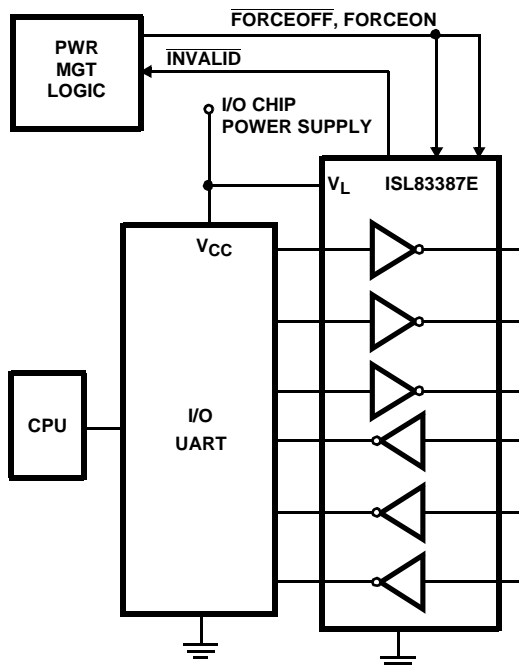 FORCEOFF, FORCEON
PWR
MGT
LOGIC
INVALID
I/O CHIP
POWER SUPPLY
VL
ISL83387E
VCC
CPU
I/O
UART